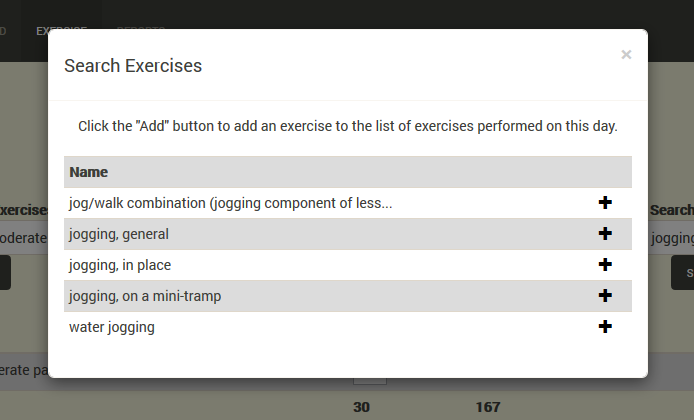 D EXERCISE REPORTS
Search Exercises ×
Click the "Add" button to add an exercise to the list of exercises performed on this day.
Name
jog/walk combination (jogging component of less...
jogging, general
jogging, in place
jogging, on a mini-tramp
water jogging
xercise Search
oderate jogging
S
erate pa
30 167